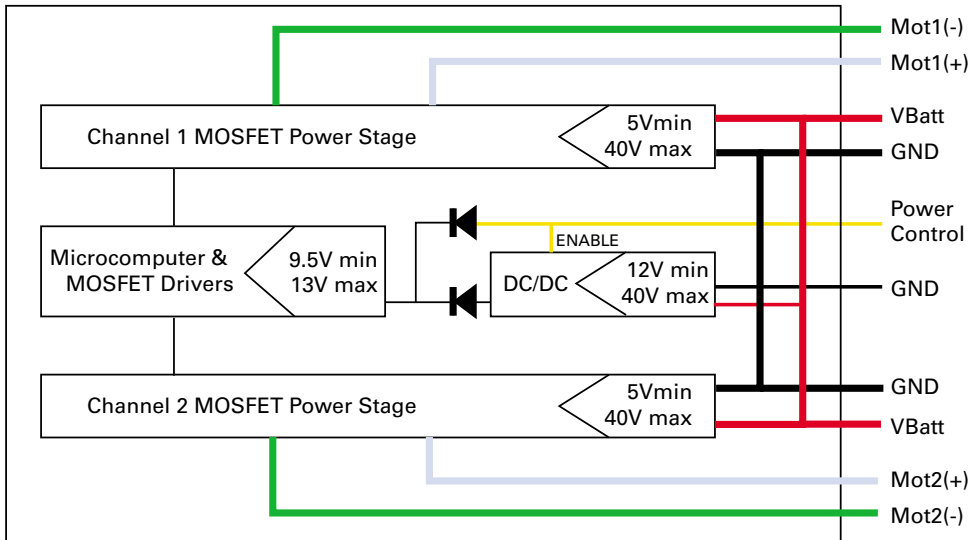 Mot1(-)
Mot1(+)
Channel 1 MOSFET Power Stage
5Vmin
40V max
VBatt
GND
Power
Control
ENABLE
Microcomputer &
MOSFET Drivers
9.5V min
13V max
DC/DC
12V min
40V max
GND
Channel 2 MOSFET Power Stage
5Vmin
40V max
GND
VBatt
Mot2(+)
Mot2(-)